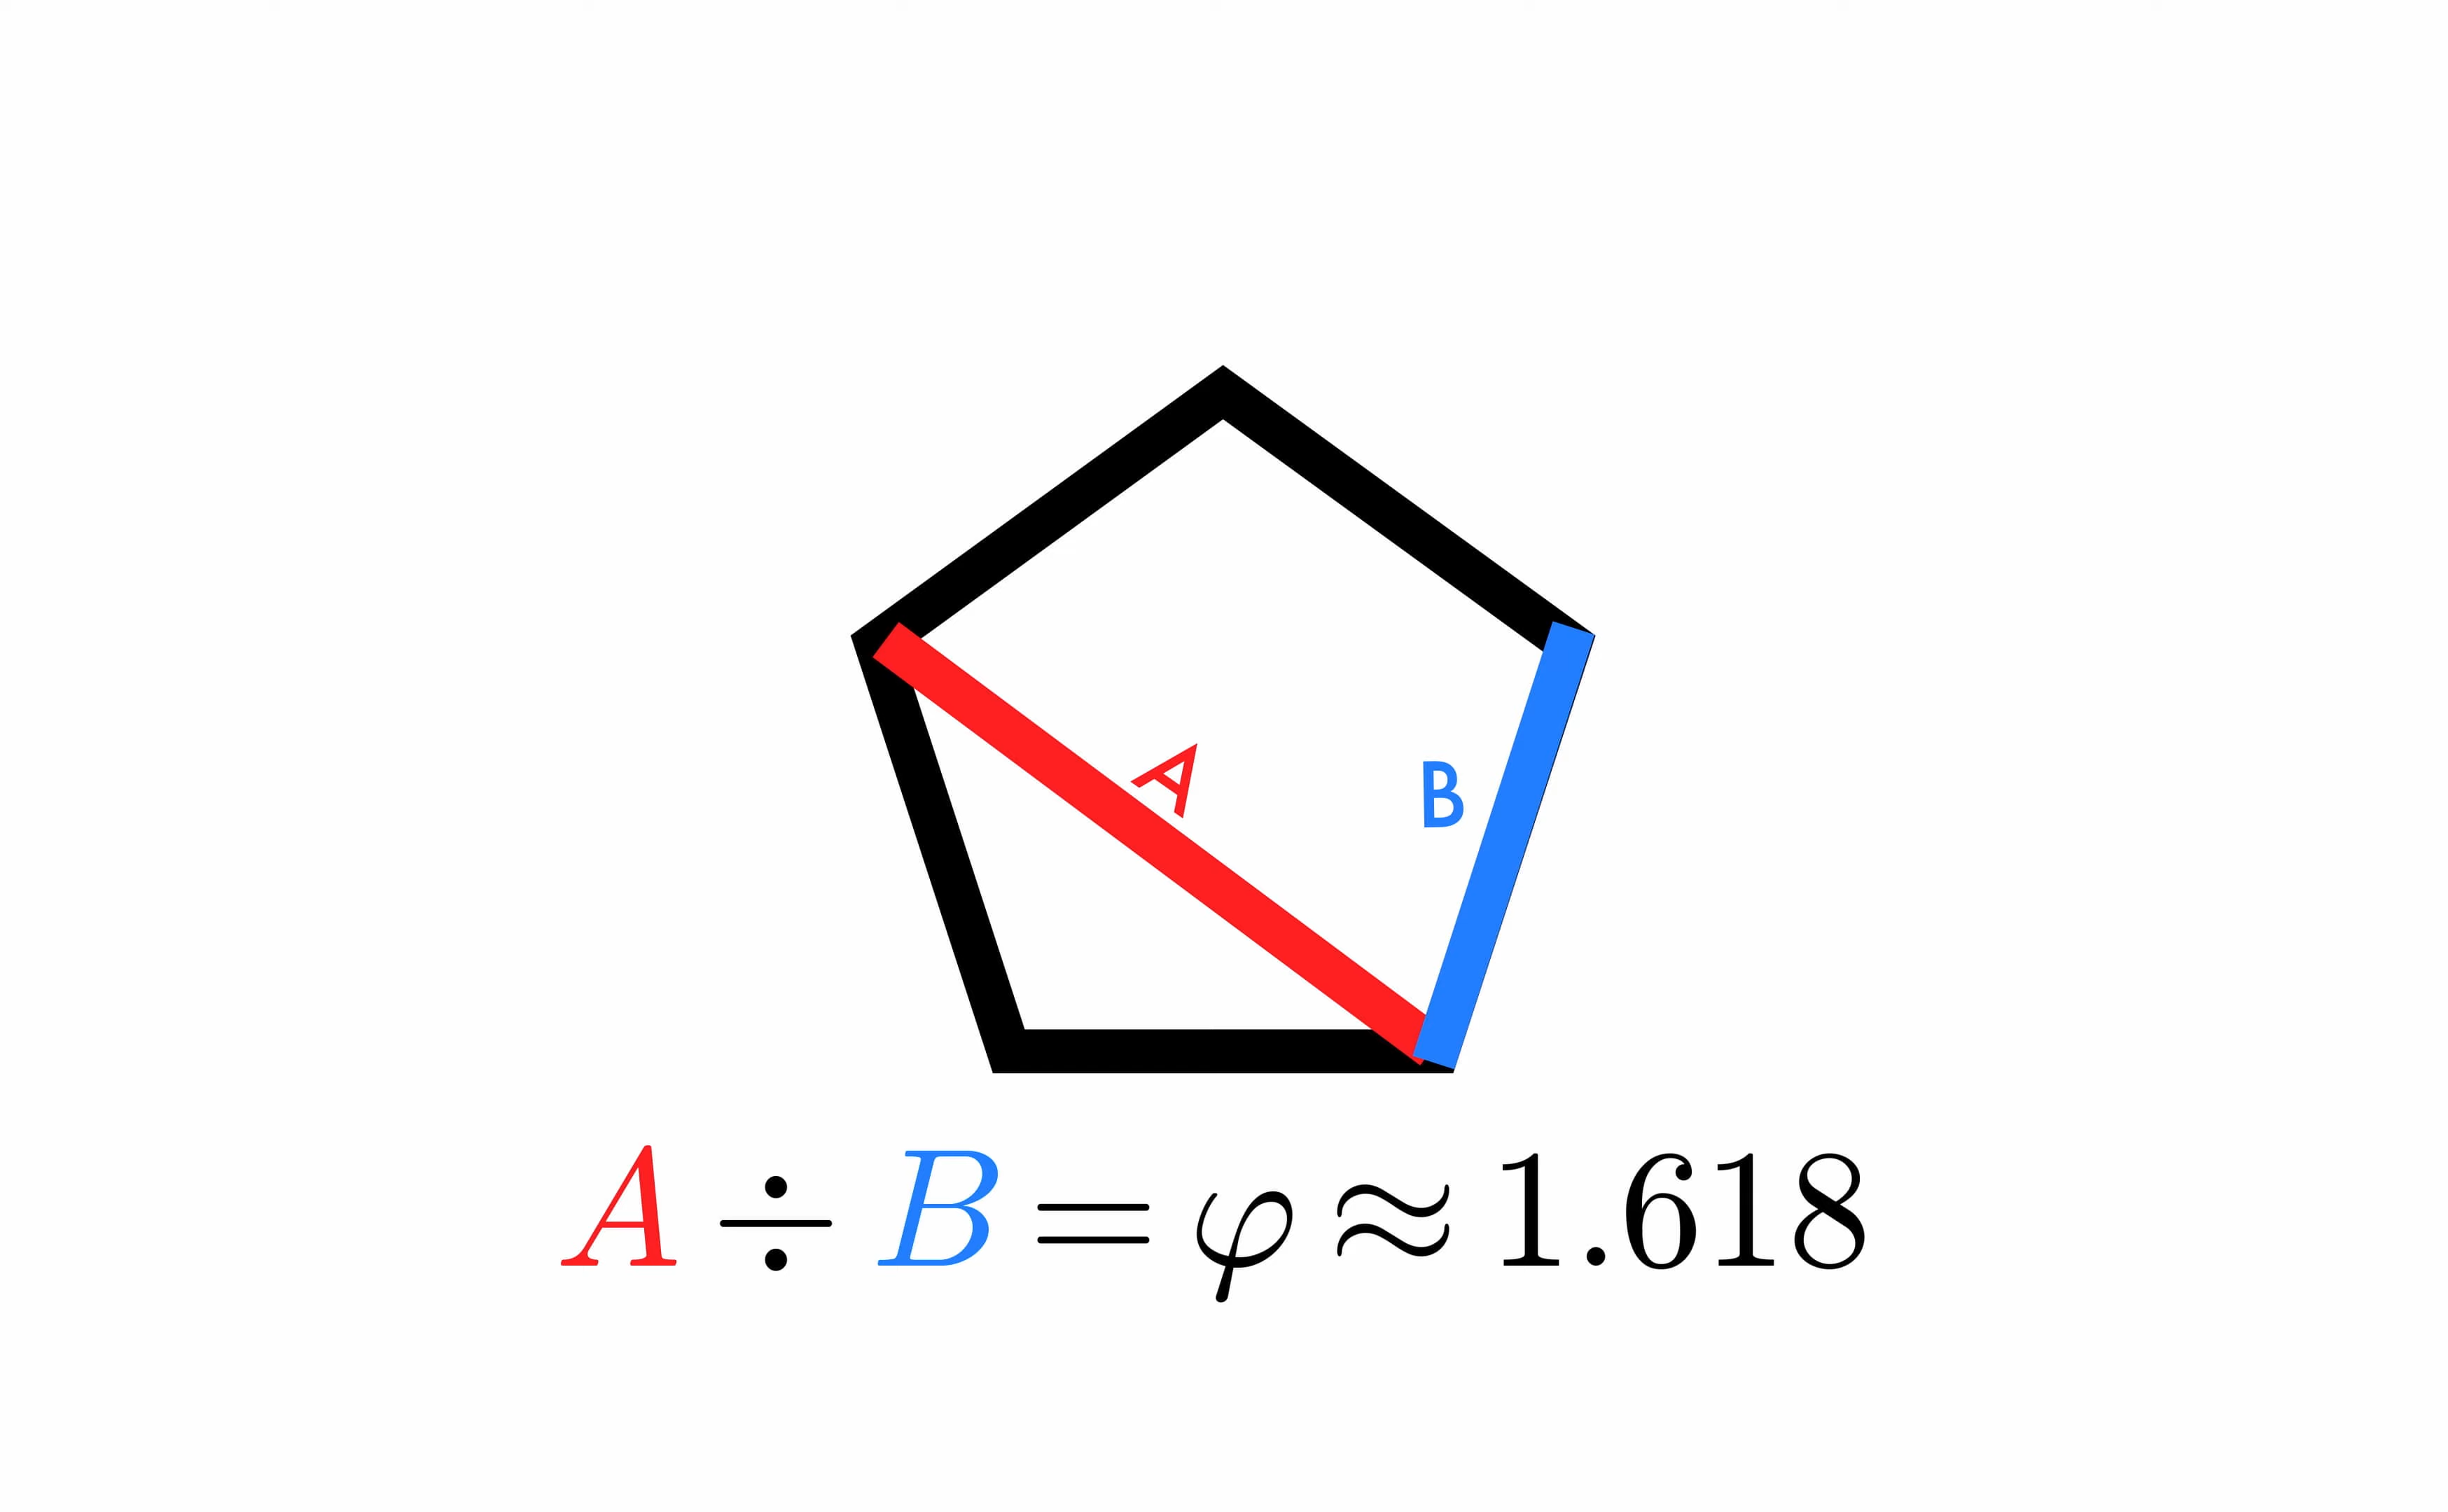 A
B
A ÷ B = φ ≈ 1.618